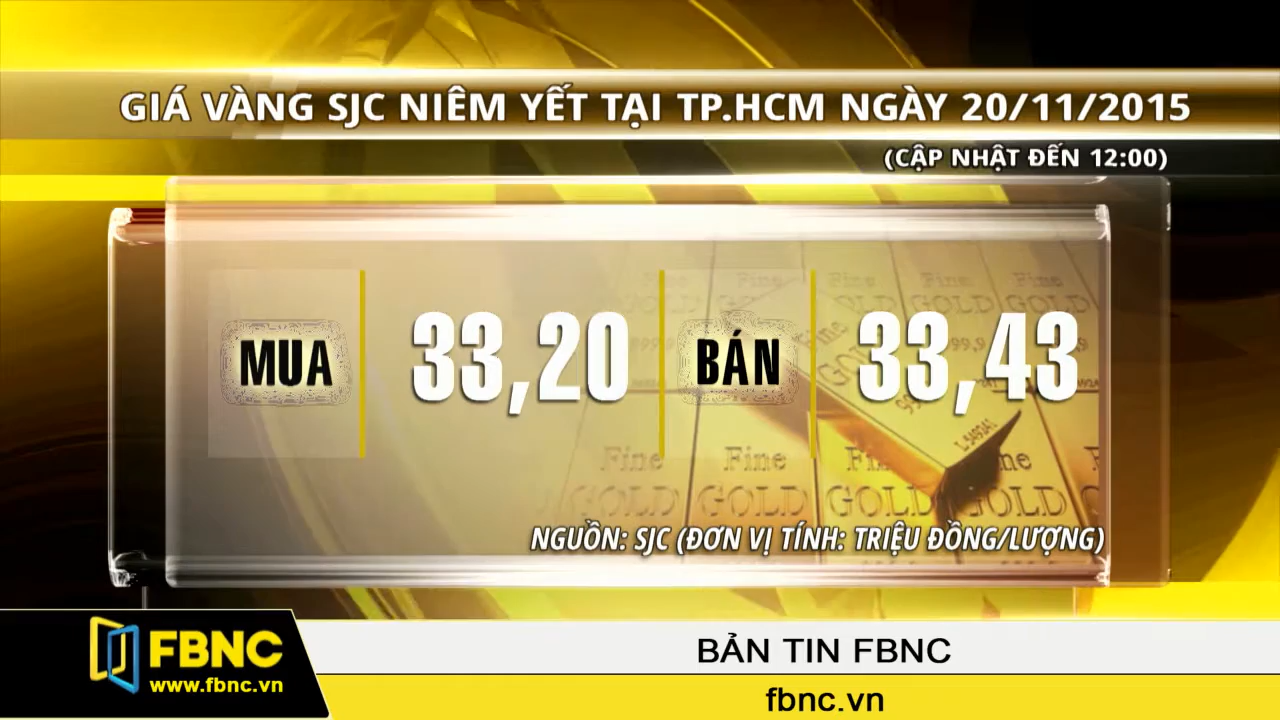 GIÁ VÀNG SJC NIÊM YẾT TẠI TP.HCM NGÀY 20/11/2015
(CẬP NHẬT ĐẾN 12:00)
MUA 33,20 BÁN 33,43
Fine GOLD
NGUỒN: SJC (ĐƠN VỊ TÍNH: TRIỆU ĐỒNG/LƯỢNG)
FBNC
www.fbnc.vn
BẢN TIN FBNC
fbnc.vn